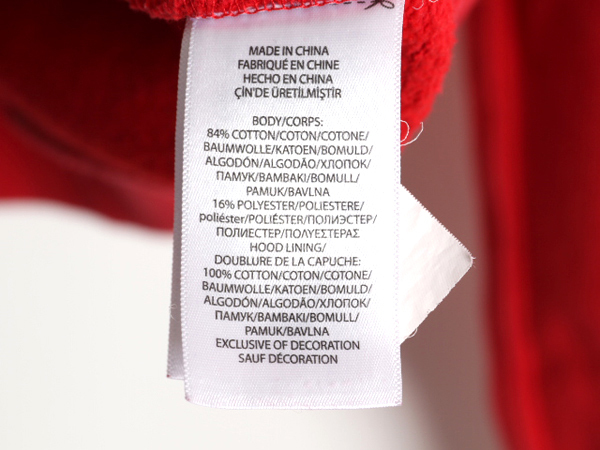 MADE IN CHINA
FABRIQUÉ EN CHINE
HECHO EN CHINA
ÇİN'DE ÜRETİLMİŞTİR
BODY/CORPS:
84% COTTON/COTON/COTONE/
BAUMWOLLE/KATOEN/BOMULD/
ALGODÓN/ALGODÃO/ХЛОПОК/
ПАМУК/BAMBAKI/BOMULL/
PAMUK/BAVLNA
16% POLYESTER/POLIESTERE/
poliéster/POLIÉSTER/ПОЛИЭСТЕР/
ПОЛИЕСТЕР/ΠΟΛΥΕΣΤΕΡΑΣ
HOOD LINING/
DOUBLURE DE LA CAPUCHE:
100% COTTON/COTON/COTONE/
BAUMWOLLE/KATOEN/BOMULD/
ALGODÓN/ALGODÃO/ХЛОПОК/
ПАМУК/BAMBAKI/BOMULL/
PAMUK/BAVLNA
EXCLUSIVE OF DECORATION
SAUF DÉCORATION